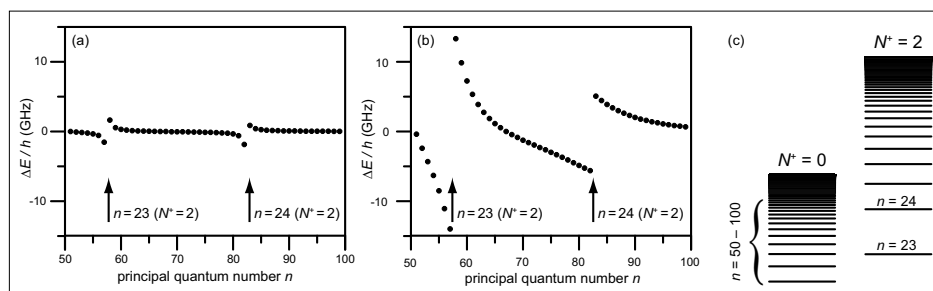 (a)
10
0
-10
ΔE / h (GHz)
n = 23 (N⁺ = 2)
n = 24 (N⁺ = 2)
50 60 70 80 90 100
principal quantum number n
(b)
10
0
-10
ΔE / h (GHz)
n = 23 (N⁺ = 2)
n = 24 (N⁺ = 2)
50 60 70 80 90 100
principal quantum number n
(c)
N⁺ = 2
N⁺ = 0
n = 24
n = 23
n = 50 – 100